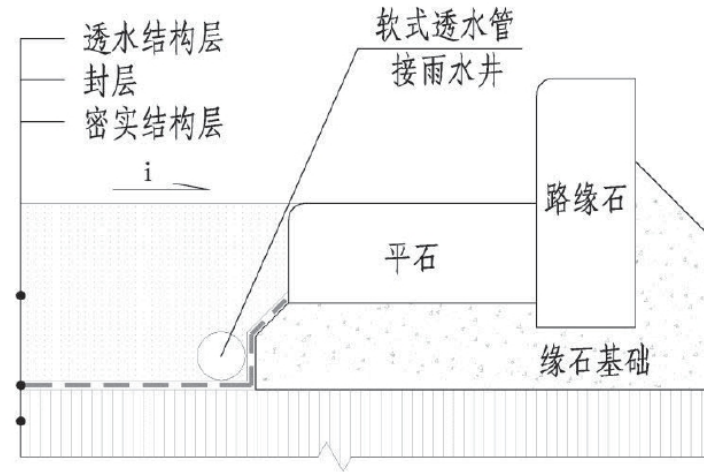 透水结构层
封层
密实结构层
软式透水管
接雨水井
i
路缘石
平石
缘石基础